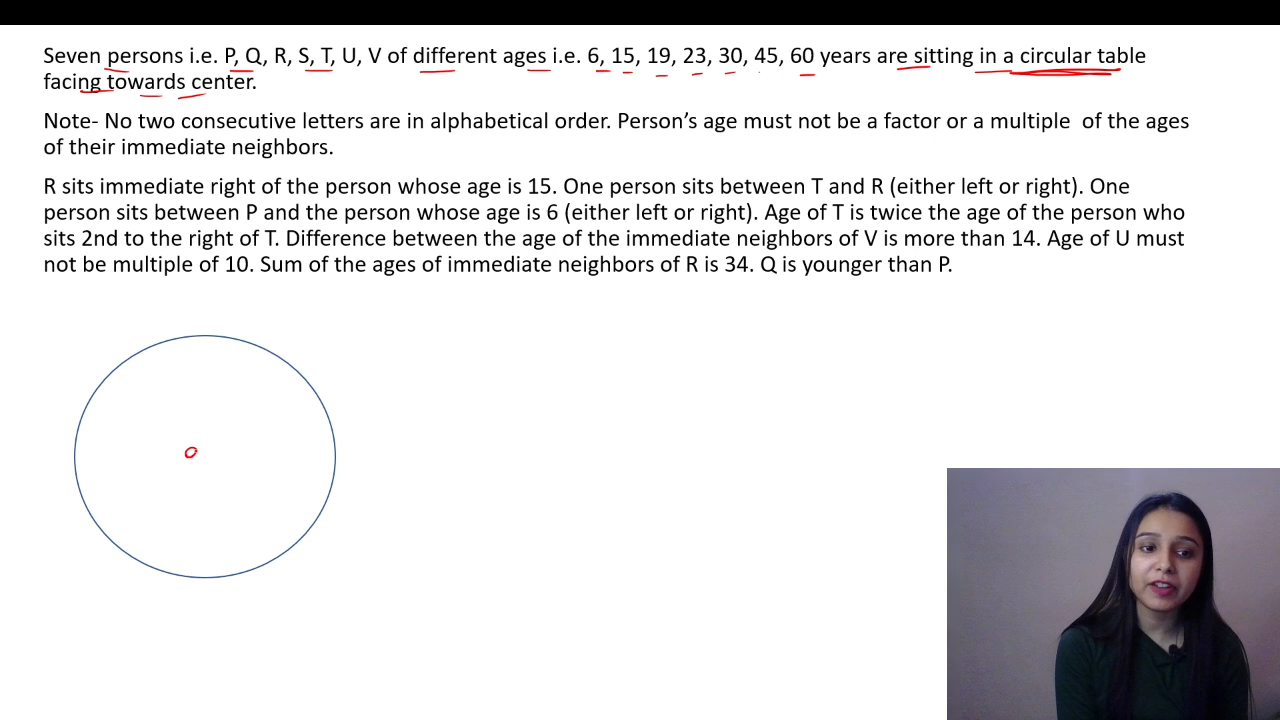 Seven persons i.e. P, Q, R, S, T, U, V of different ages i.e. 6, 15, 19, 23, 30, 45, 60 years are sitting in a circular table
facing towards center.
Note- No two consecutive letters are in alphabetical order. Person’s age must not be a factor or a multiple  of the ages
of their immediate neighbors.
R sits immediate right of the person whose age is 15. One person sits between T and R (either left or right). One
person sits between P and the person whose age is 6 (either left or right). Age of T is twice the age of the person who
sits 2nd to the right of T. Difference between the age of the immediate neighbors of V is more than 14. Age of U must
not be multiple of 10. Sum of the ages of immediate neighbors of R is 34. Q is younger than P.